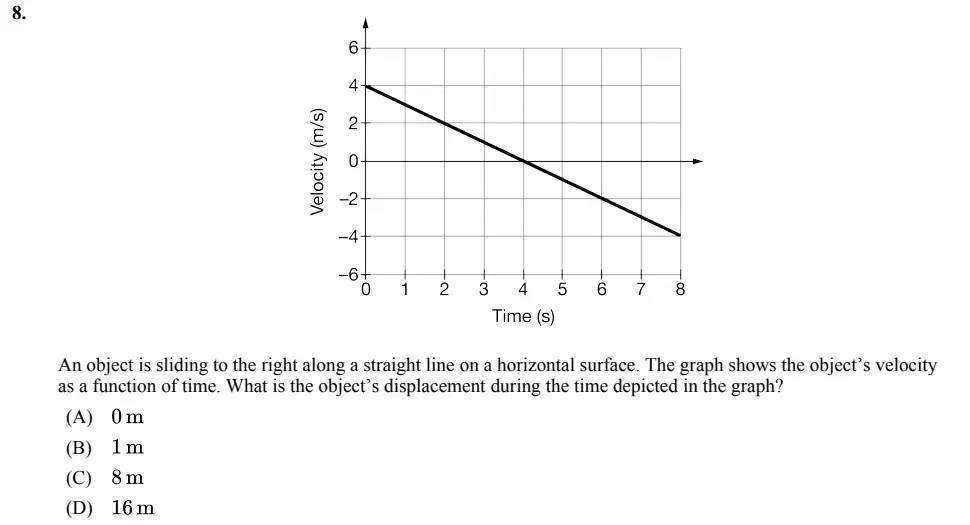 8.
6
4
2
0
−2
−4
−6
Velocity (m/s)
0 1 2 3 4 5 6 7 8
Time (s)
An object is sliding to the right along a straight line on a horizontal surface. The graph shows the object’s velocity
as a function of time. What is the object’s displacement during the time depicted in the graph?
(A) 0 m
(B) 1 m
(C) 8 m
(D) 16 m